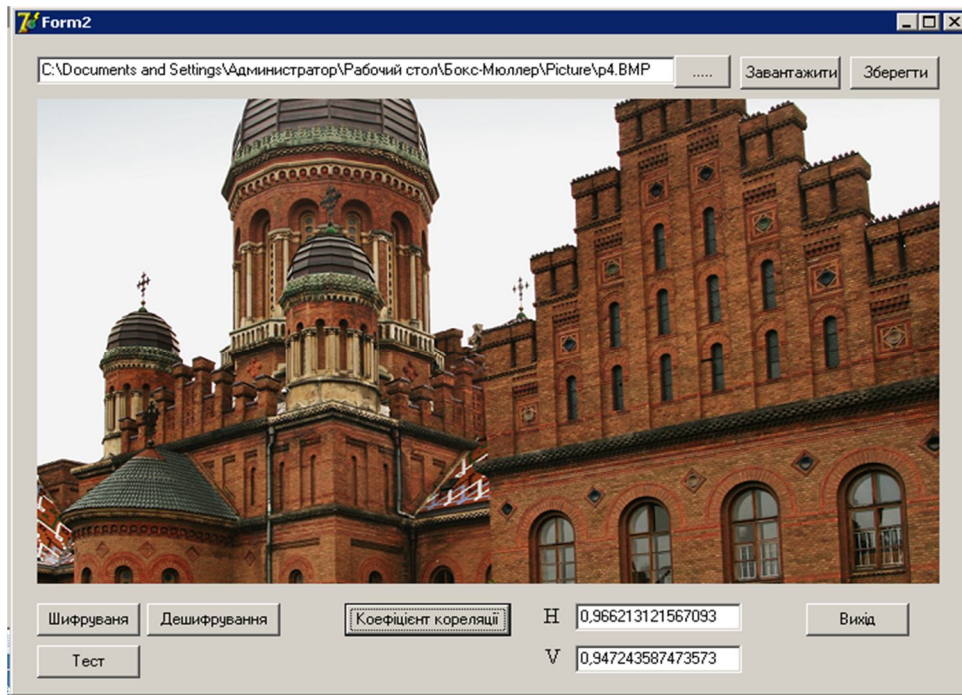 Form2
C:\Documents and Settings\Администратор\Рабочий стол\Бокс-Мюллер\Picture\p4.BMP ..... Завантажити Зберегти
Шифруваня Дешифрування Коефіцієнт кореляції H 0,966213121567093 Вихід
Тест V 0,947243587473573